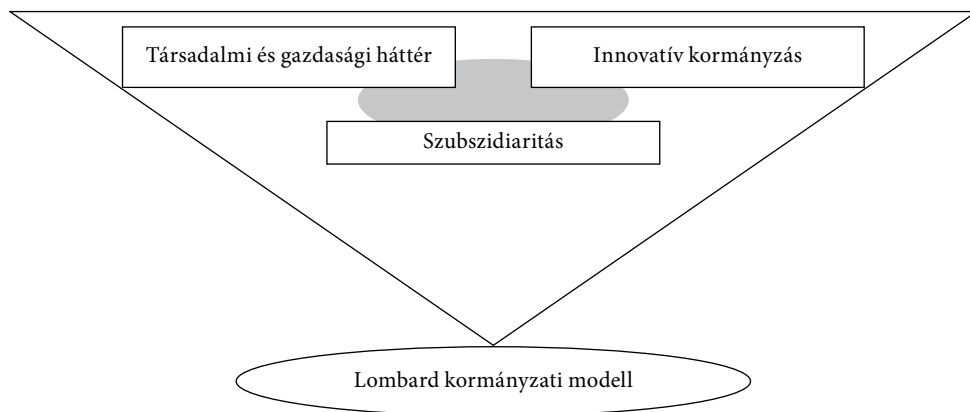 Társadalmi és gazdasági háttér
Innovatív kormányzás
Szubszidiaritás
Lombard kormányzati modell